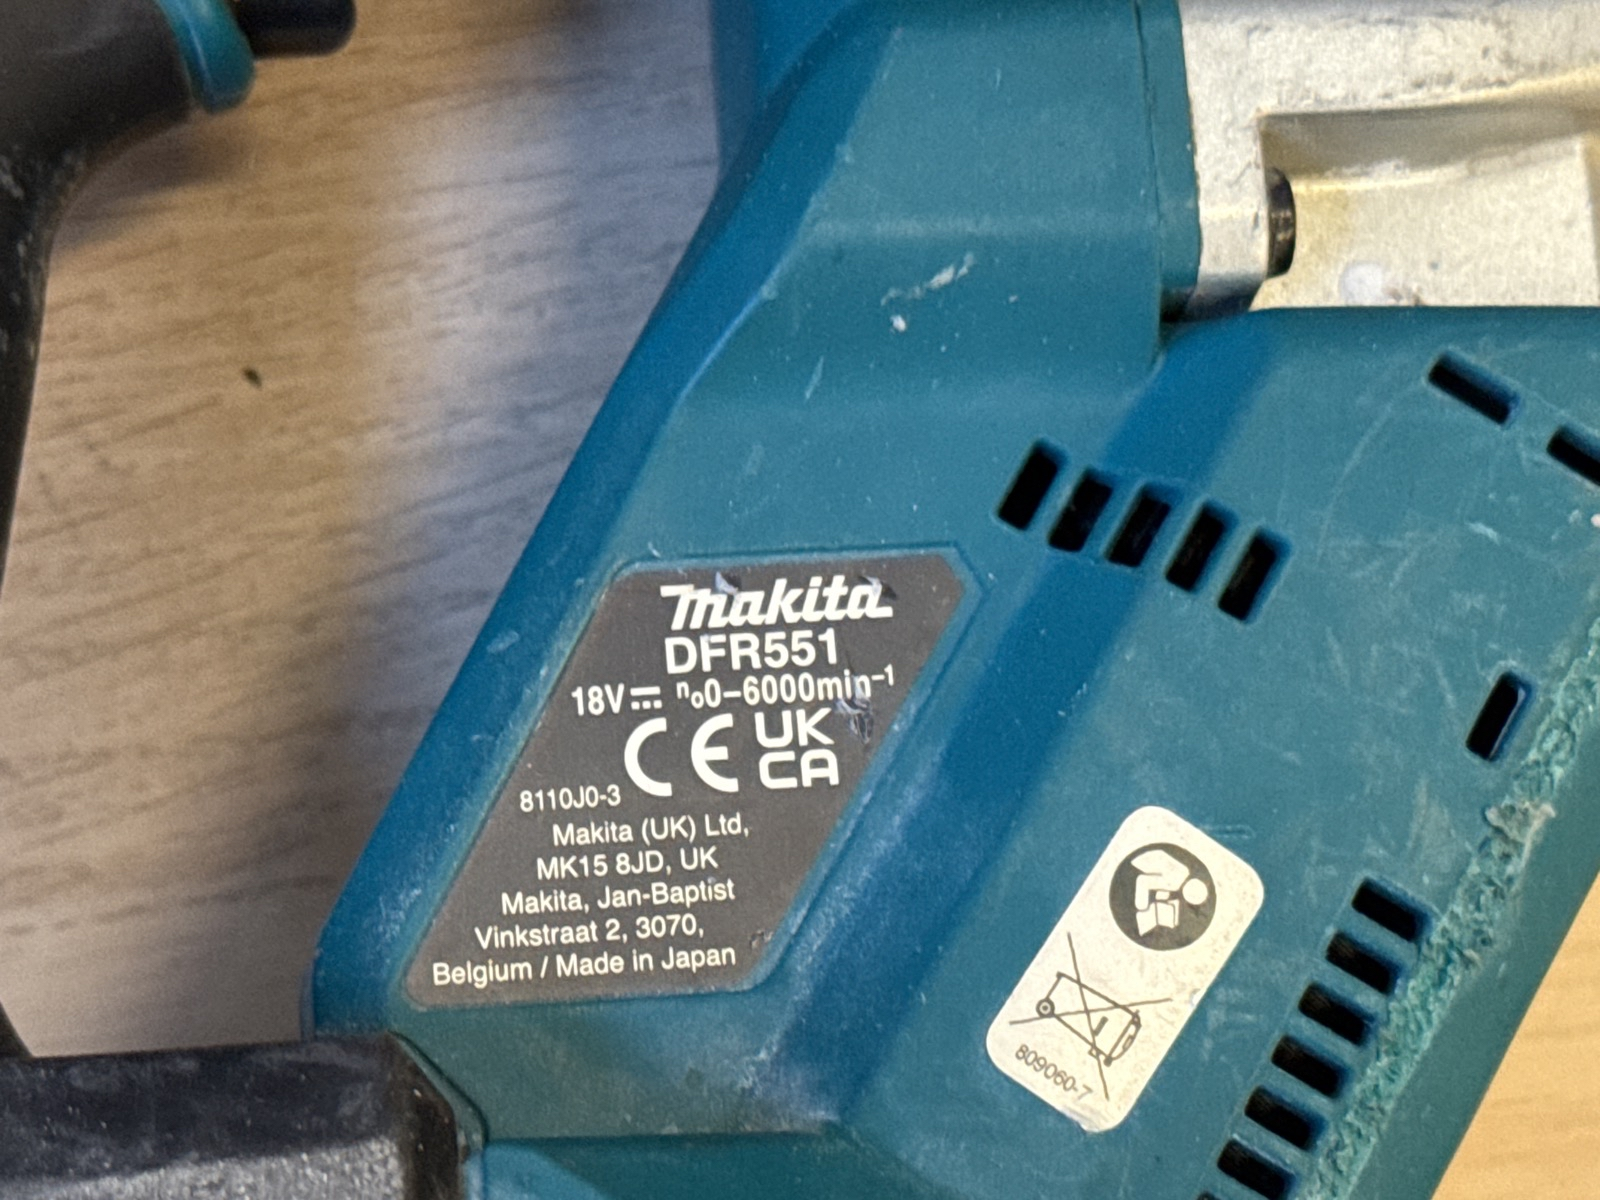 makita
DFR551
18V⎓ n₀0-6000min⁻¹
CE UK
CA
8110J0-3
Makita (UK) Ltd,
MK15 8JD, UK
Makita, Jan-Baptist
Vinkstraat 2, 3070,
Belgium / Made in Japan
809060-7